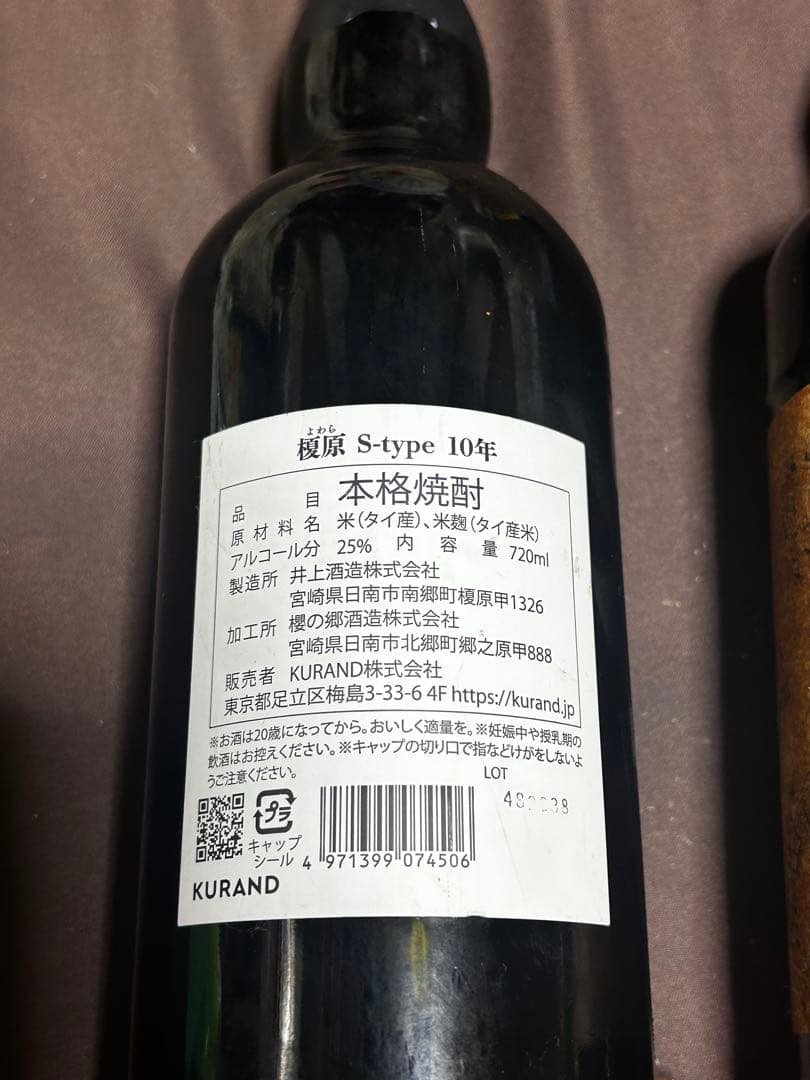 よわら
榎原 S-type 10年
品目 本格焼酎
原材料名 米（タイ産）、米麹（タイ産米）
アルコール分 25% 内容量 720ml
製造所 井上酒造株式会社
宮崎県日南市南郷町榎原甲1326
加工所 櫻の郷酒造株式会社
宮崎県日南市北郷町郷之原甲888
販売者 KURAND株式会社
東京都足立区梅島3-33-6 4F https://kurand.jp
※お酒は20歳になってから。おいしく適量を。※妊娠中や授乳期の
飲酒はお控えください。※キャップの切り口で指などけがをしないよ
うご注意ください。
LOT
プラ
キャップ
シール
4 971399 074506
KURAND